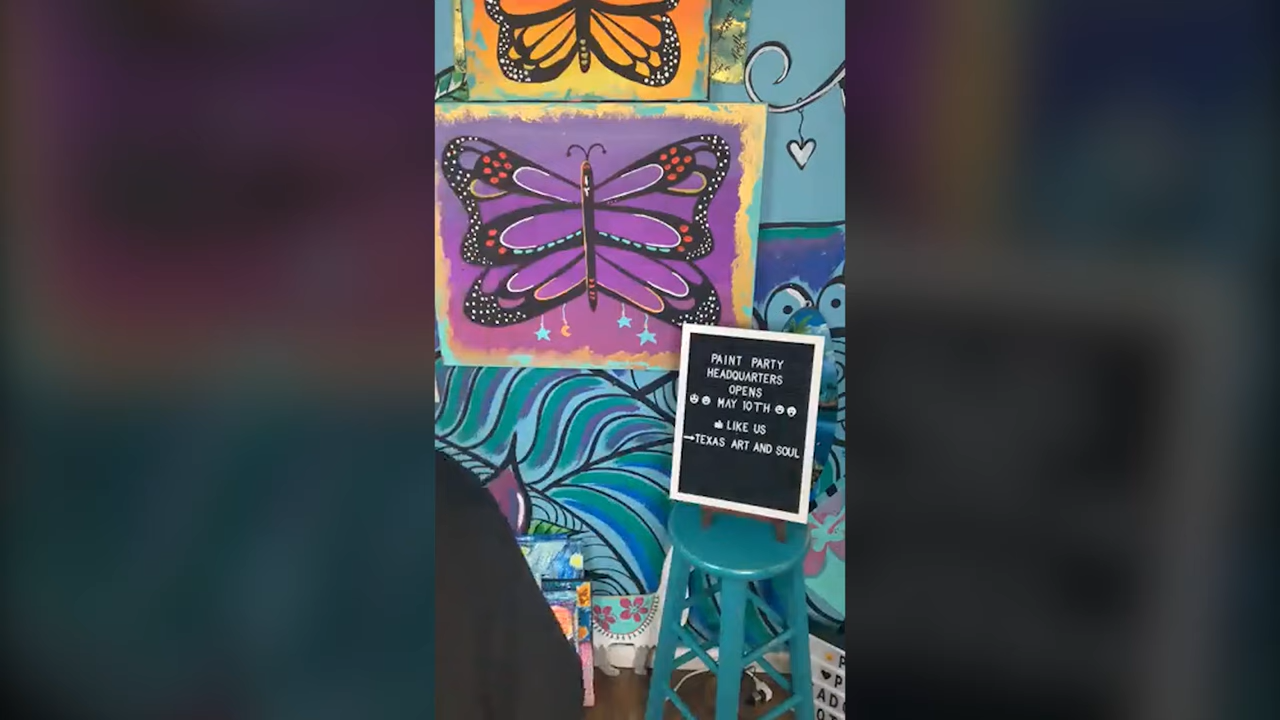 PAINT PARTY
HEADQUARTERS
OPENS
MAY 10TH
LIKE US
TEXAS ART AND SOUL